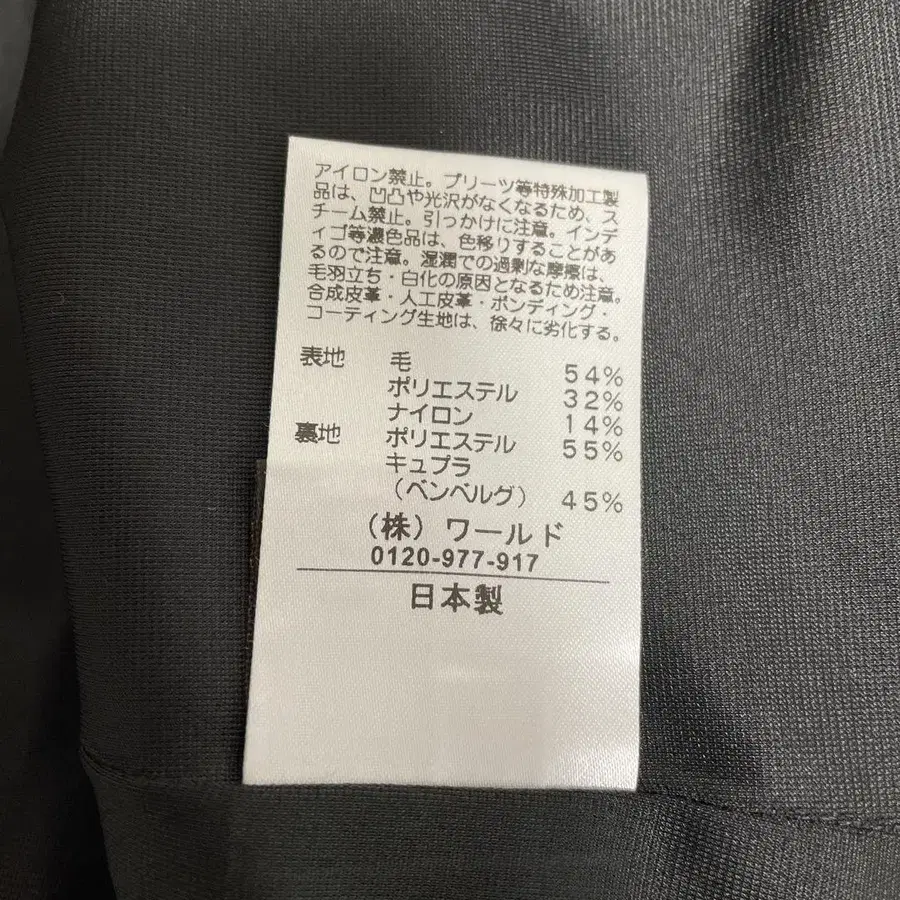 アイロン禁止。プリーツ等特殊加工製
品は、凹凸や光沢がなくなるため、ス
チーム禁止。引っかけに注意。インデ
ィゴ等濃色品は、色移りすることがあ
るので注意。湿潤での過剰な摩擦は、
毛羽立ち・白化の原因となるため注意。
合成皮革・人工皮革・ボンディング・
コーティング生地は、徐々に劣化する。
表地 毛 54%
ポリエステル 32%
ナイロン 14%
裏地 ポリエステル 55%
キュプラ
(ベンベルグ) 45%
(株)ワールド
0120-977-917
日本製